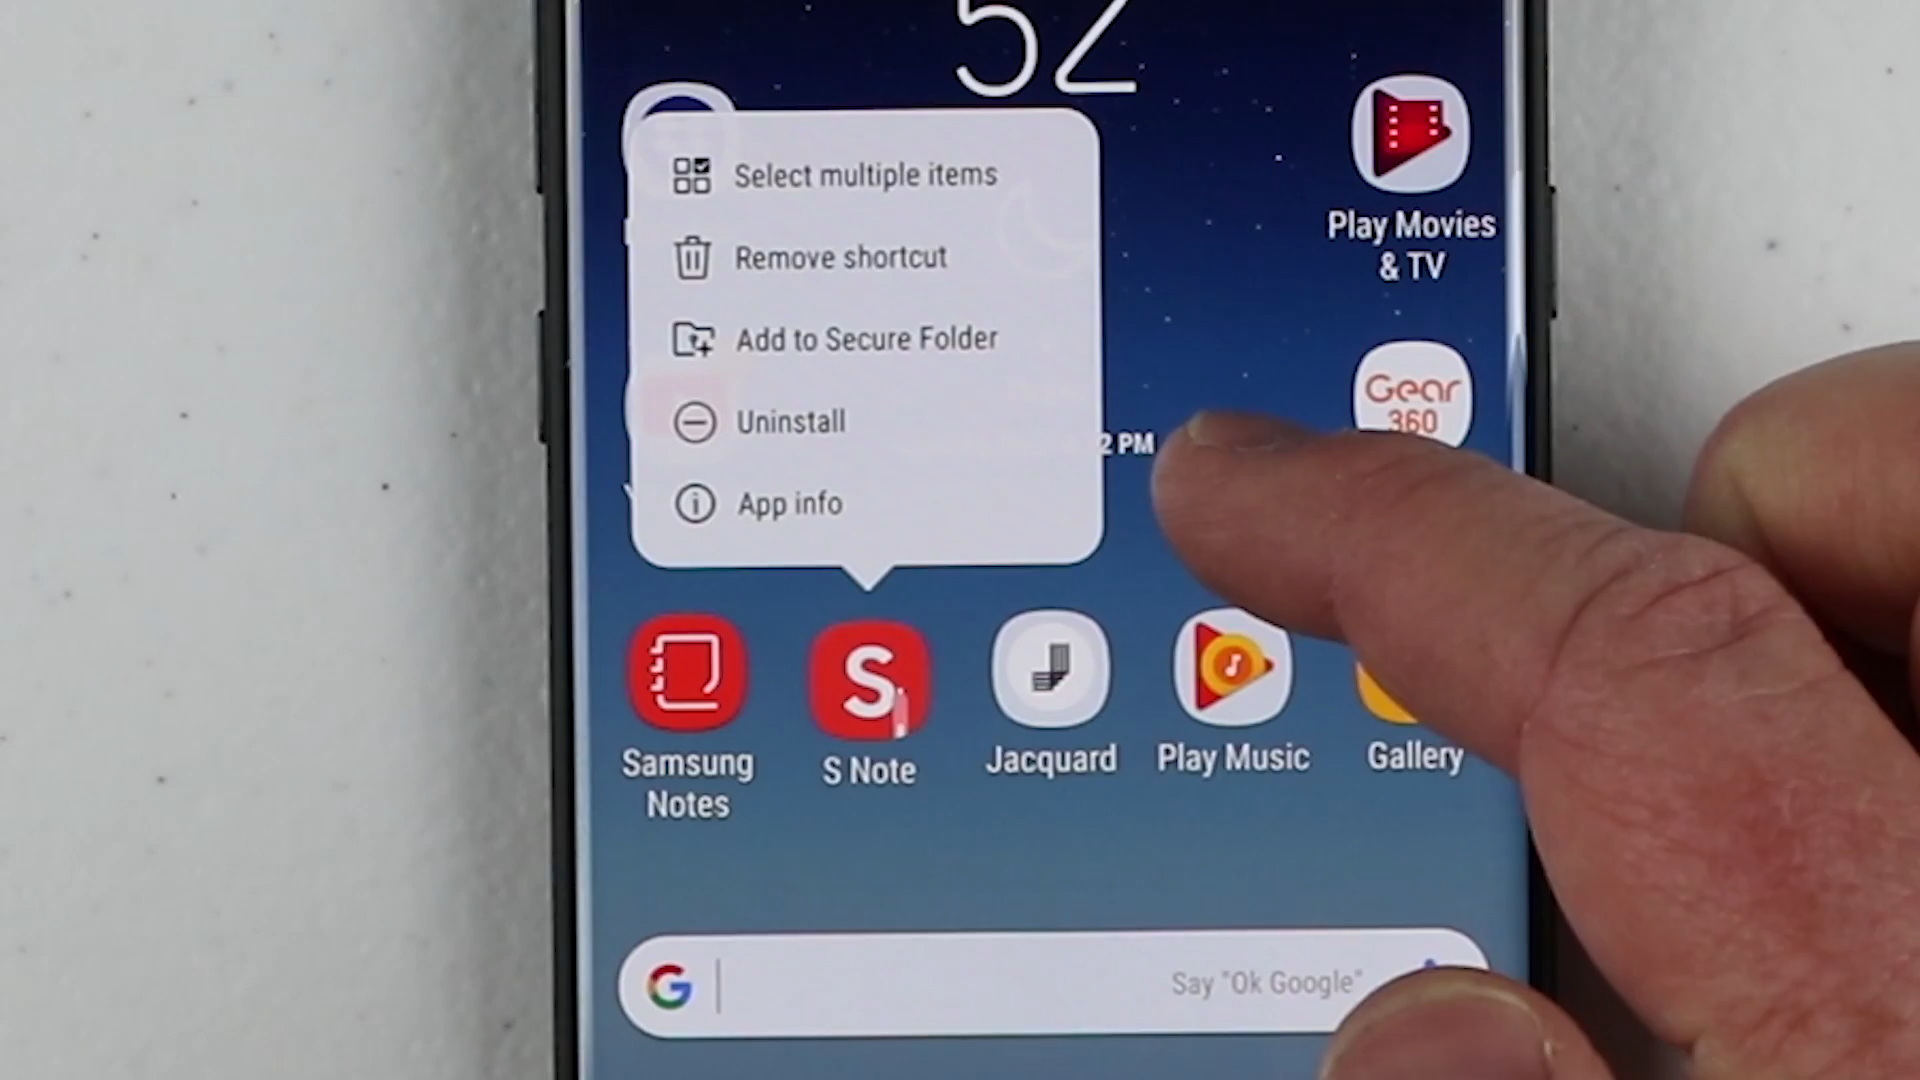 52
Select multiple items
Remove shortcut
Add to Secure Folder
Uninstall
App info
2 PM
Play Movies
& TV
Gear
360
Samsung
Notes
S Note
Jacquard
Play Music
Gallery
G
Say "Ok Google"